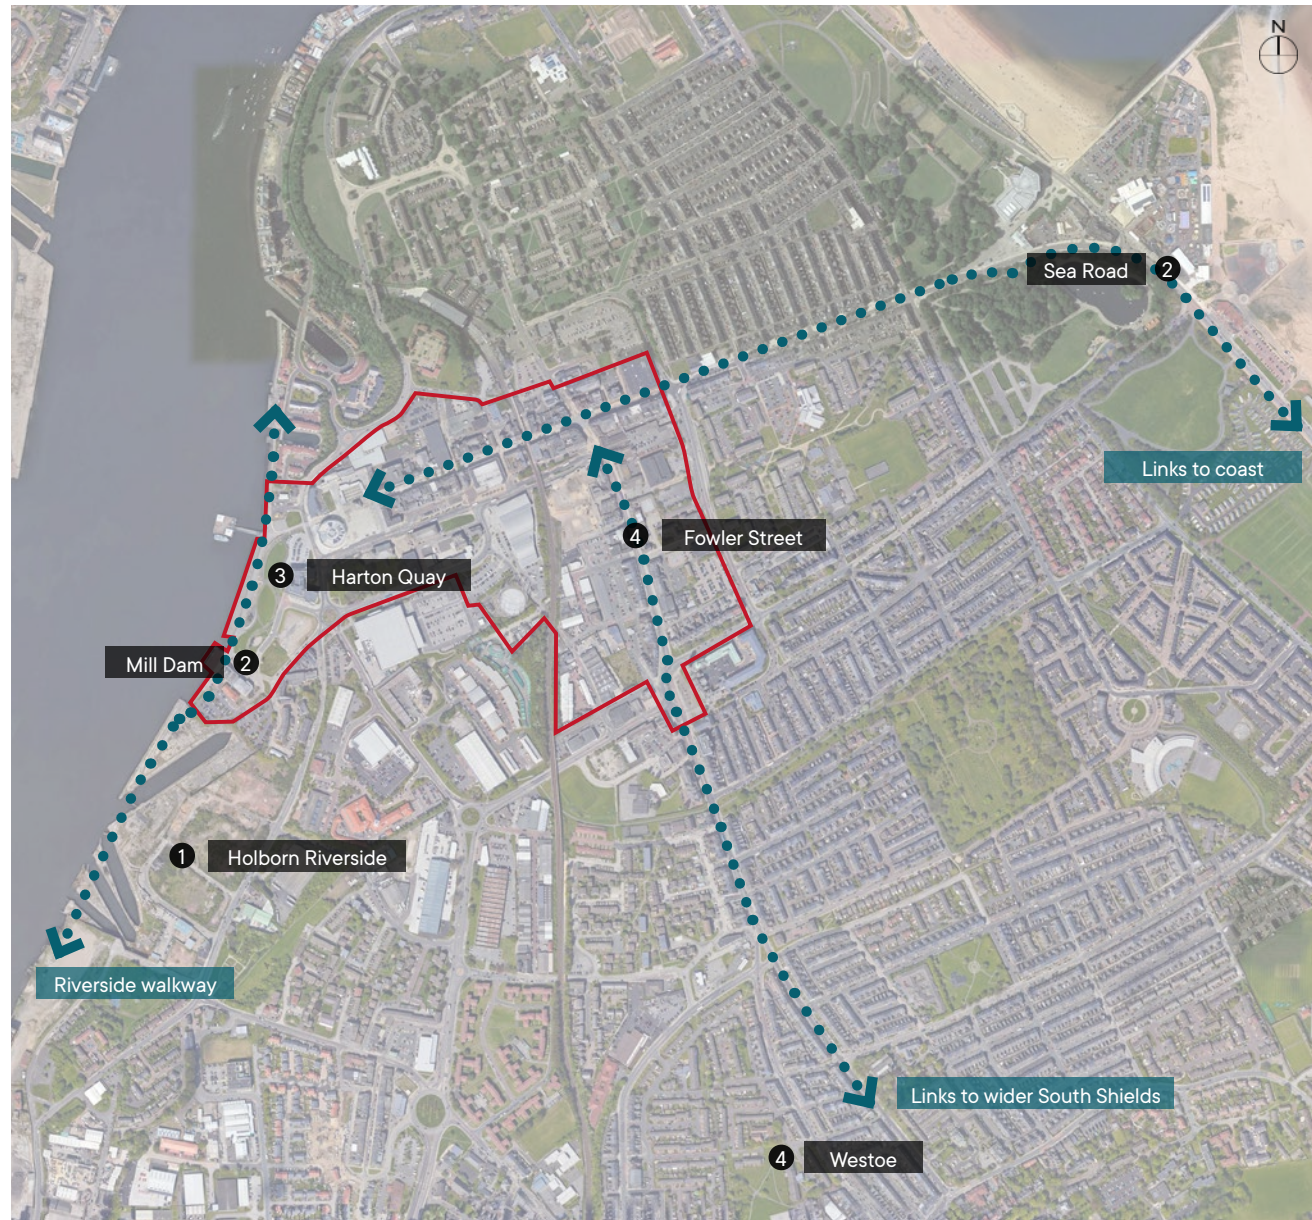 N
Sea Road 2
Links to coast
4 Fowler Street
3 Harton Quay
Mill Dam 2
1 Holborn Riverside
Riverside walkway
Links to wider South Shields
4 Westoe